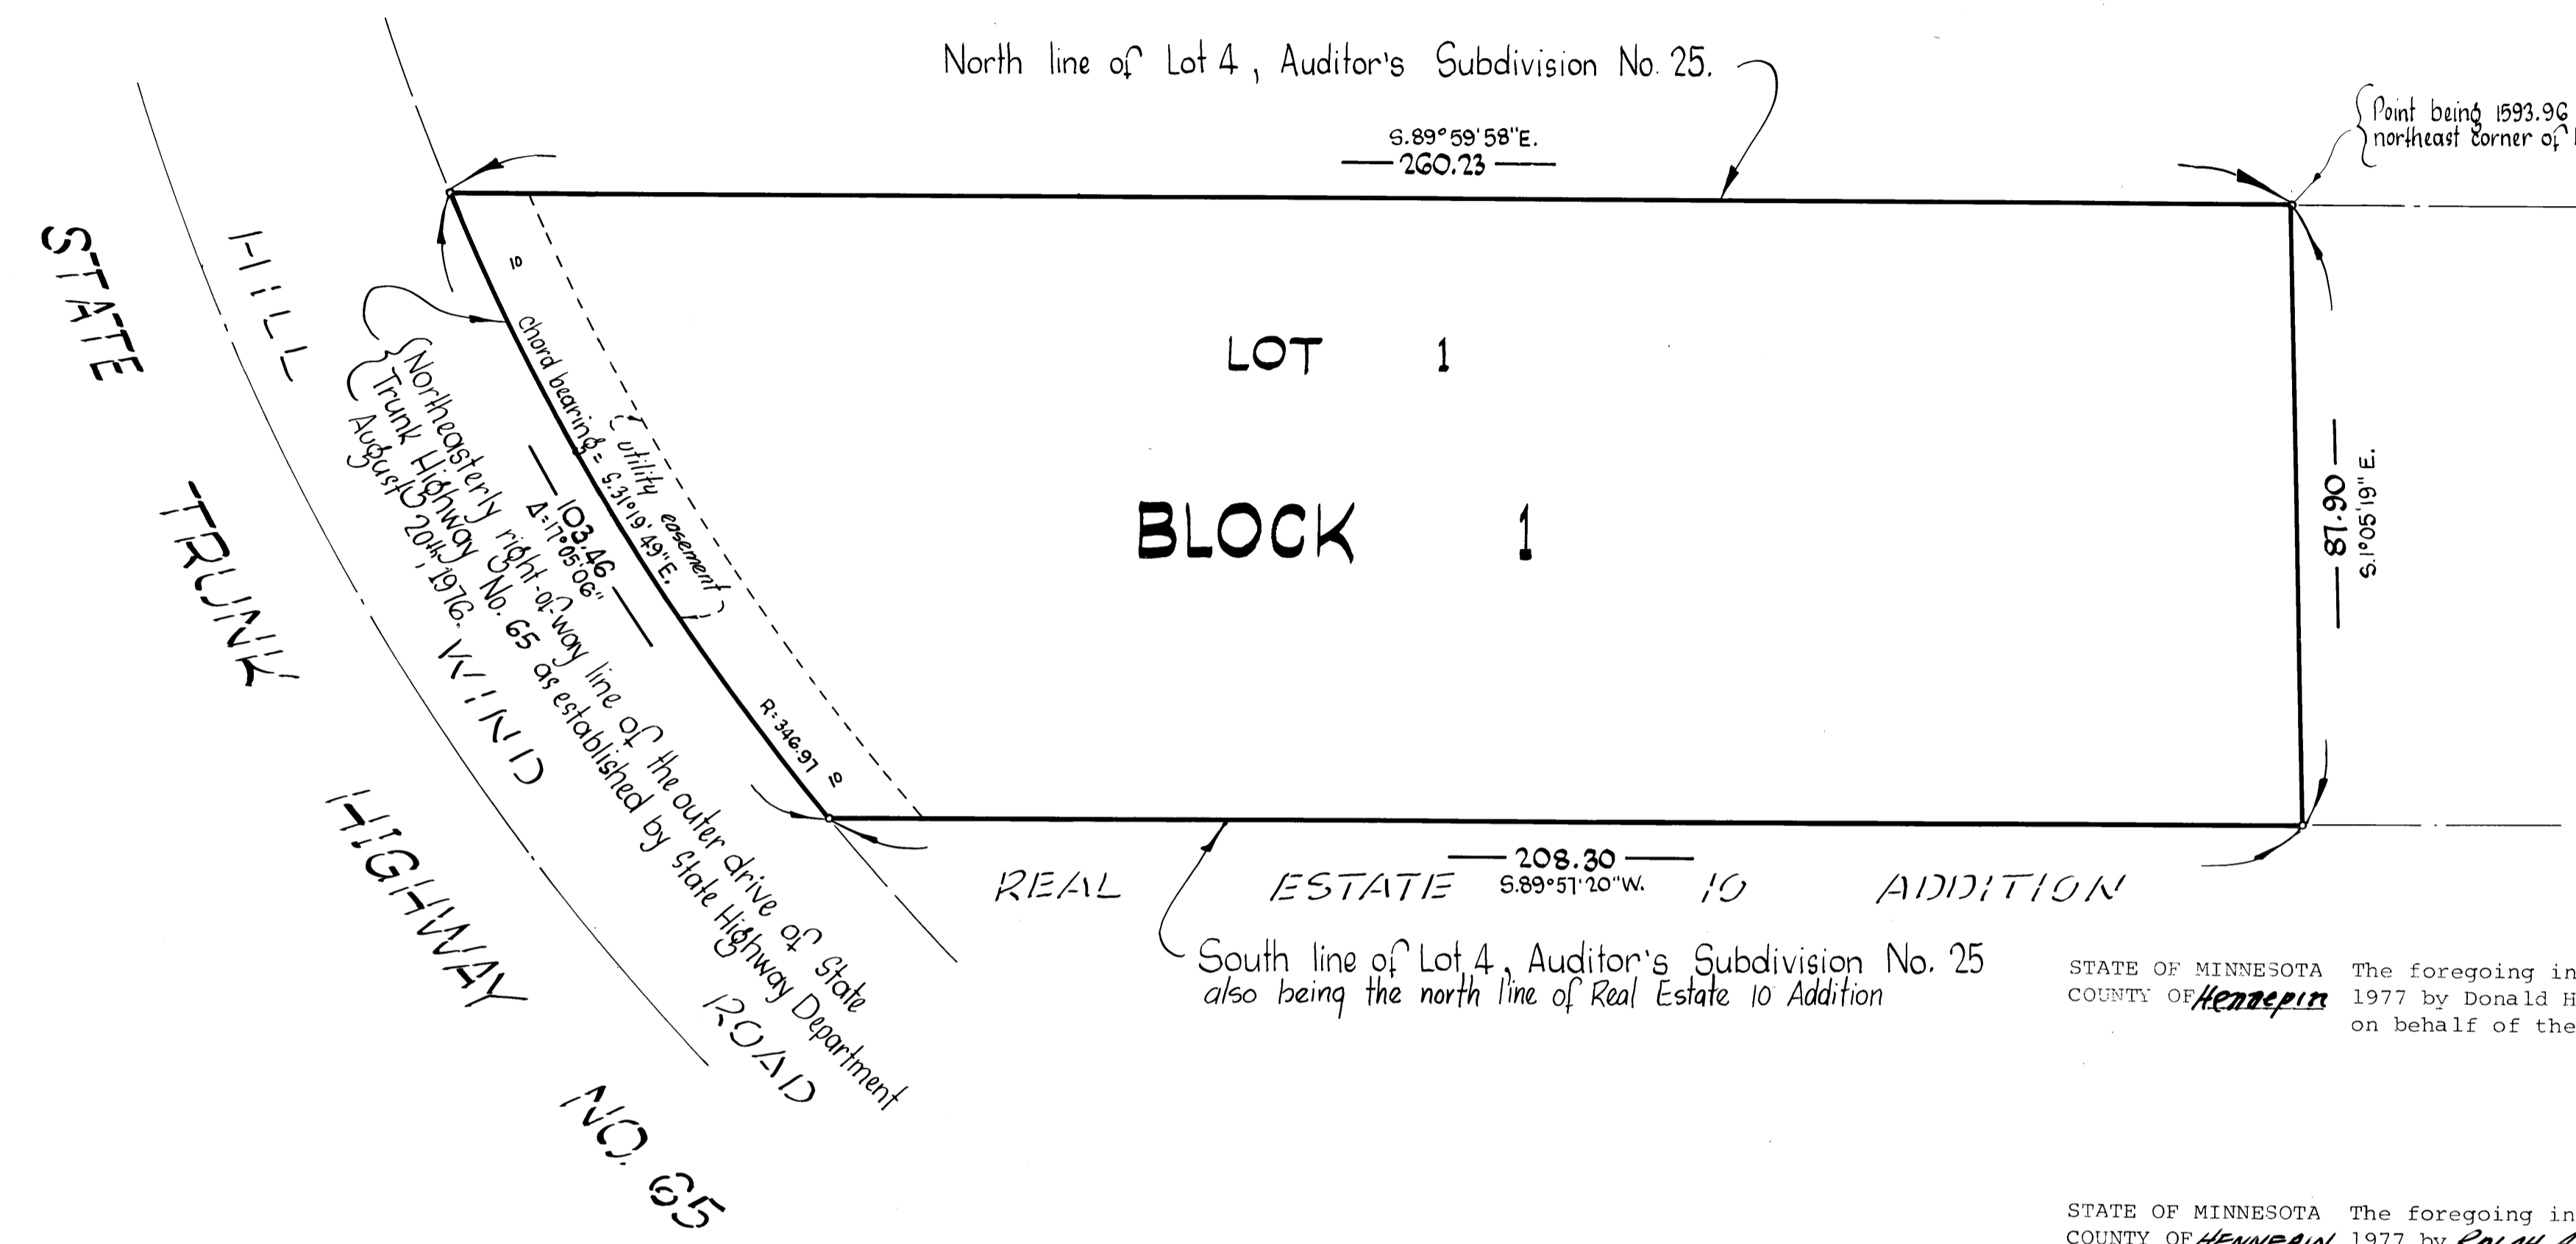 North line of Lot 4, Auditor's Subdivision No. 25.
S.89°59'58"E.
260.23
Point being 1593.96
northeast corner of
STATE
TRUNK
HIGHWAY
NO. 65
HILL
WIND
ROAD
10
chord bearing = S.31°19'49"E.
utility easement
103.46
Δ=17°05'06"
R=346.97
10
Northeasterly right-of-way line of the outer drive of State
Trunk Highway No. 65 as established by State Highway Department
August 20th, 1976.
LOT 1
BLOCK 1
87.90
S.1°05'19"E.
208.30
S.89°57'20"W.
REAL ESTATE 10 ADDITION
South line of Lot 4, Auditor's Subdivision No. 25
also being the north line of Real Estate 10 Addition
STATE OF MINNESOTA The foregoing in
COUNTY OF Hennepin 1977 by Donald H
on behalf of the
STATE OF MINNESOTA The foregoing in
COUNTY OF HENNEPIN 1977 by